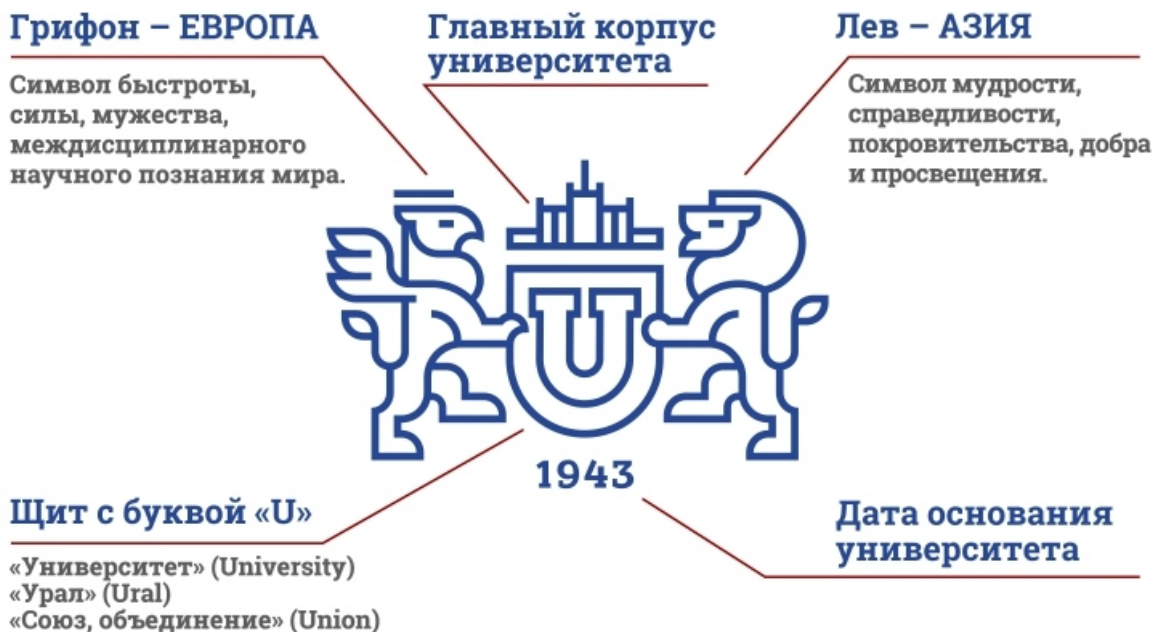 Грифон – ЕВРОПА
Символ быстроты,
силы, мужества,
междисциплинарного
научного познания мира.
Главный корпус
университета
Лев – АЗИЯ
Символ мудрости,
справедливости,
покровительства, добра
и просвещения.
U
1943
Щит с буквой «U»
«Университет» (University)
«Урал» (Ural)
«Союз, объединение» (Union)
Дата основания
университета